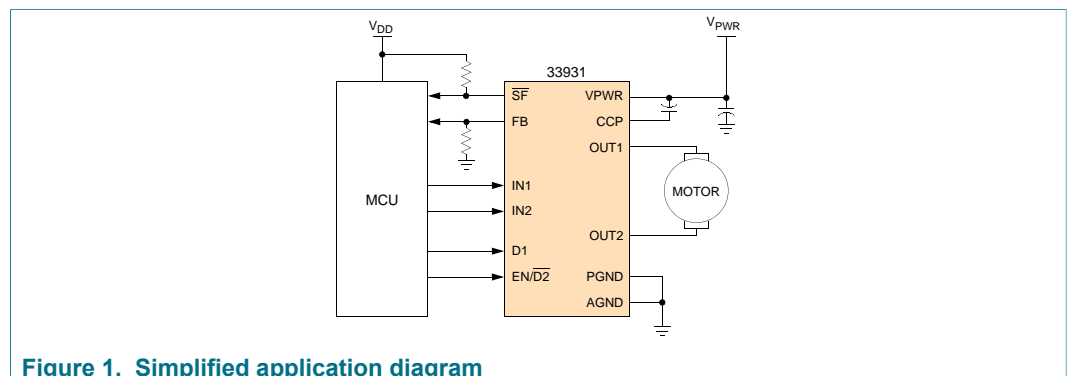 VDD
VPWR
33931
SF
VPWR
FB
CCP
OUT1
IN1
MCU
MOTOR
IN2
OUT2
D1
EN/D2
PGND
AGND
Figure 1. Simplified application diagram